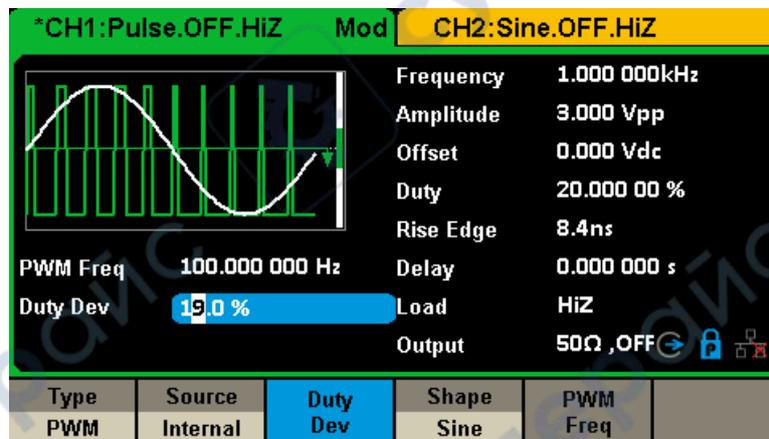 *CH1:Pulse.OFF.HiZ Mod CH2:Sine.OFF.HiZ
Frequency 1.000 000kHz
Amplitude 3.000 Vpp
Offset 0.000 Vdc
Duty 20.000 00 %
Rise Edge 8.4ns
PWM Freq 100.000 000 Hz Delay 0.000 000 s
Duty Dev 19.0 % Load HiZ
Output 50Ω ,OFF P
Type Source Duty Dev Shape PWM Freq
PWM Internal Sine